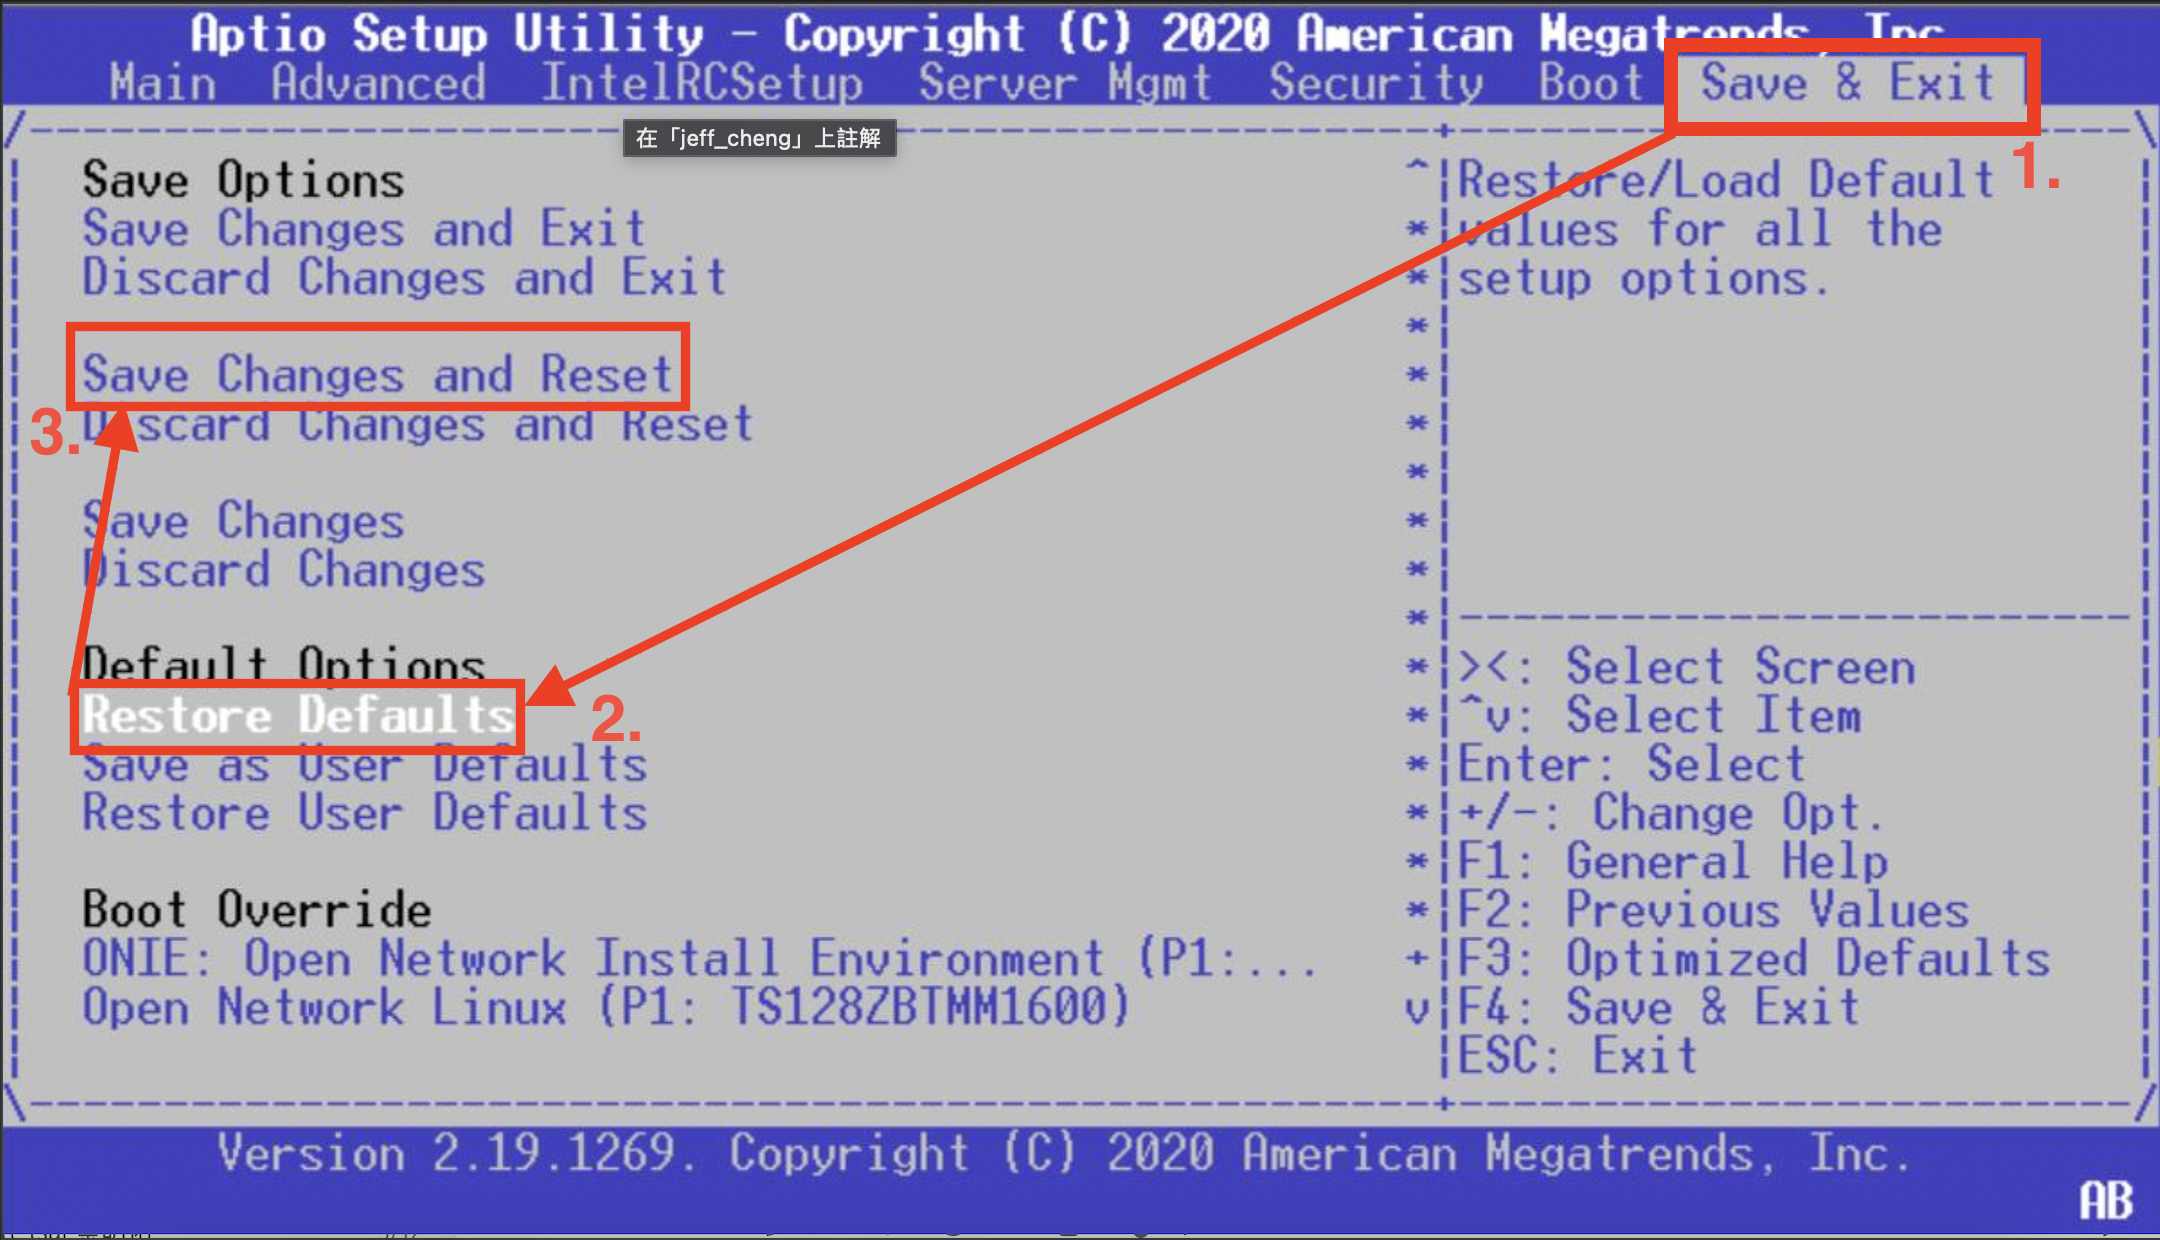 Aptio Setup Utility - Copyright (C) 2020 American Megatrends, Inc.
Main Advanced IntelRCSetup Server Mgmt Security Boot Save & Exit
在「jeff_cheng」上註解
1.
Save Options
Save Changes and Exit
Discard Changes and Exit
Save Changes and Reset
3.
Discard Changes and Reset
Save Changes
Discard Changes
Default Options
Restore Defaults
2.
Save as User Defaults
Restore User Defaults
Boot Override
ONIE: Open Network Install Environment (P1:...
Open Network Linux (P1: TS128ZBTMM1600)
Restore/Load Default
values for all the
setup options.
><: Select Screen
^v: Select Item
Enter: Select
+/-: Change Opt.
F1: General Help
F2: Previous Values
F3: Optimized Defaults
F4: Save & Exit
ESC: Exit
Version 2.19.1269. Copyright (C) 2020 American Megatrends, Inc.
AB